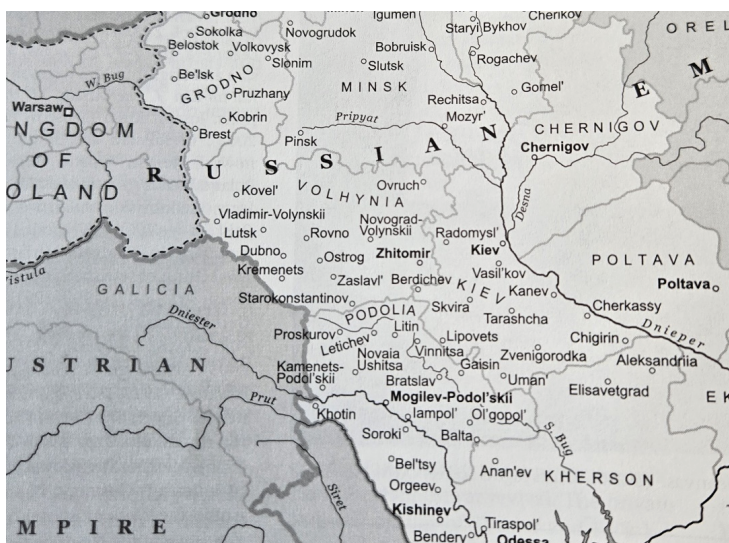 Grodno
Igumen
Staryi Bykhov
Cherikov
OREL
Sokolka
Novogrudok
Belostok
Volkovysk
Bobruisk
Slonim
Rogachev
Slutsk
E M
Be'lsk
GRODNO
W. Bug
Pruzhany
MINSK
Gomel'
Warsaw
Rechitsa
Kobrin
Mozyr'
NGDOM
Brest
Pripyat
CHERNIGOV
Pinsk
OF
Chernigov
RUSSIAN
OLAND
Ovruch
Kovel'
VOLHYNIA
Desna
Vladimir-Volynskii
Novograd-
Volynskii
Radomysl'
Lutsk
Rovno
Dubno
Zhitomir
Kiev
Ostrog
POLTAVA
Kremenets
Vasil'kov
istula
Zaslavl'
Berdichev
KIEV
Poltava
GALICIA
Kanev
Starokonstantinov
Skvira
Cherkassy
Dniester
PODOLIA
Tarashcha
Proskurov
Litin
Dnieper
Letichev
Lipovets
Chigirin
Novaia
Ushitsa
Vinnitsa
Zvenigorodka
USTRIAN
Kamenets-
Podol'skii
Gaisin
Aleksandriia
Bratslav
Uman'
Elisavetgrad
Prut
Mogilev-Podol'skii
EK
Khotin
Iampol'
Ol'gopol'
Soroki
Balta
S. Bug
Bel'tsy
Anan'ev
KHERSON
Orgeev
Siret
Kishinev
MPIRE
Tiraspol'
Bendery
Odessa